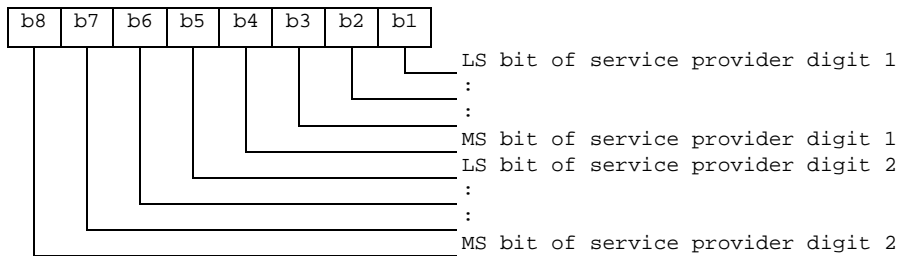 b8 b7 b6 b5 b4 b3 b2 b1
LS bit of service provider digit 1
:
:
MS bit of service provider digit 1
LS bit of service provider digit 2
:
:
MS bit of service provider digit 2